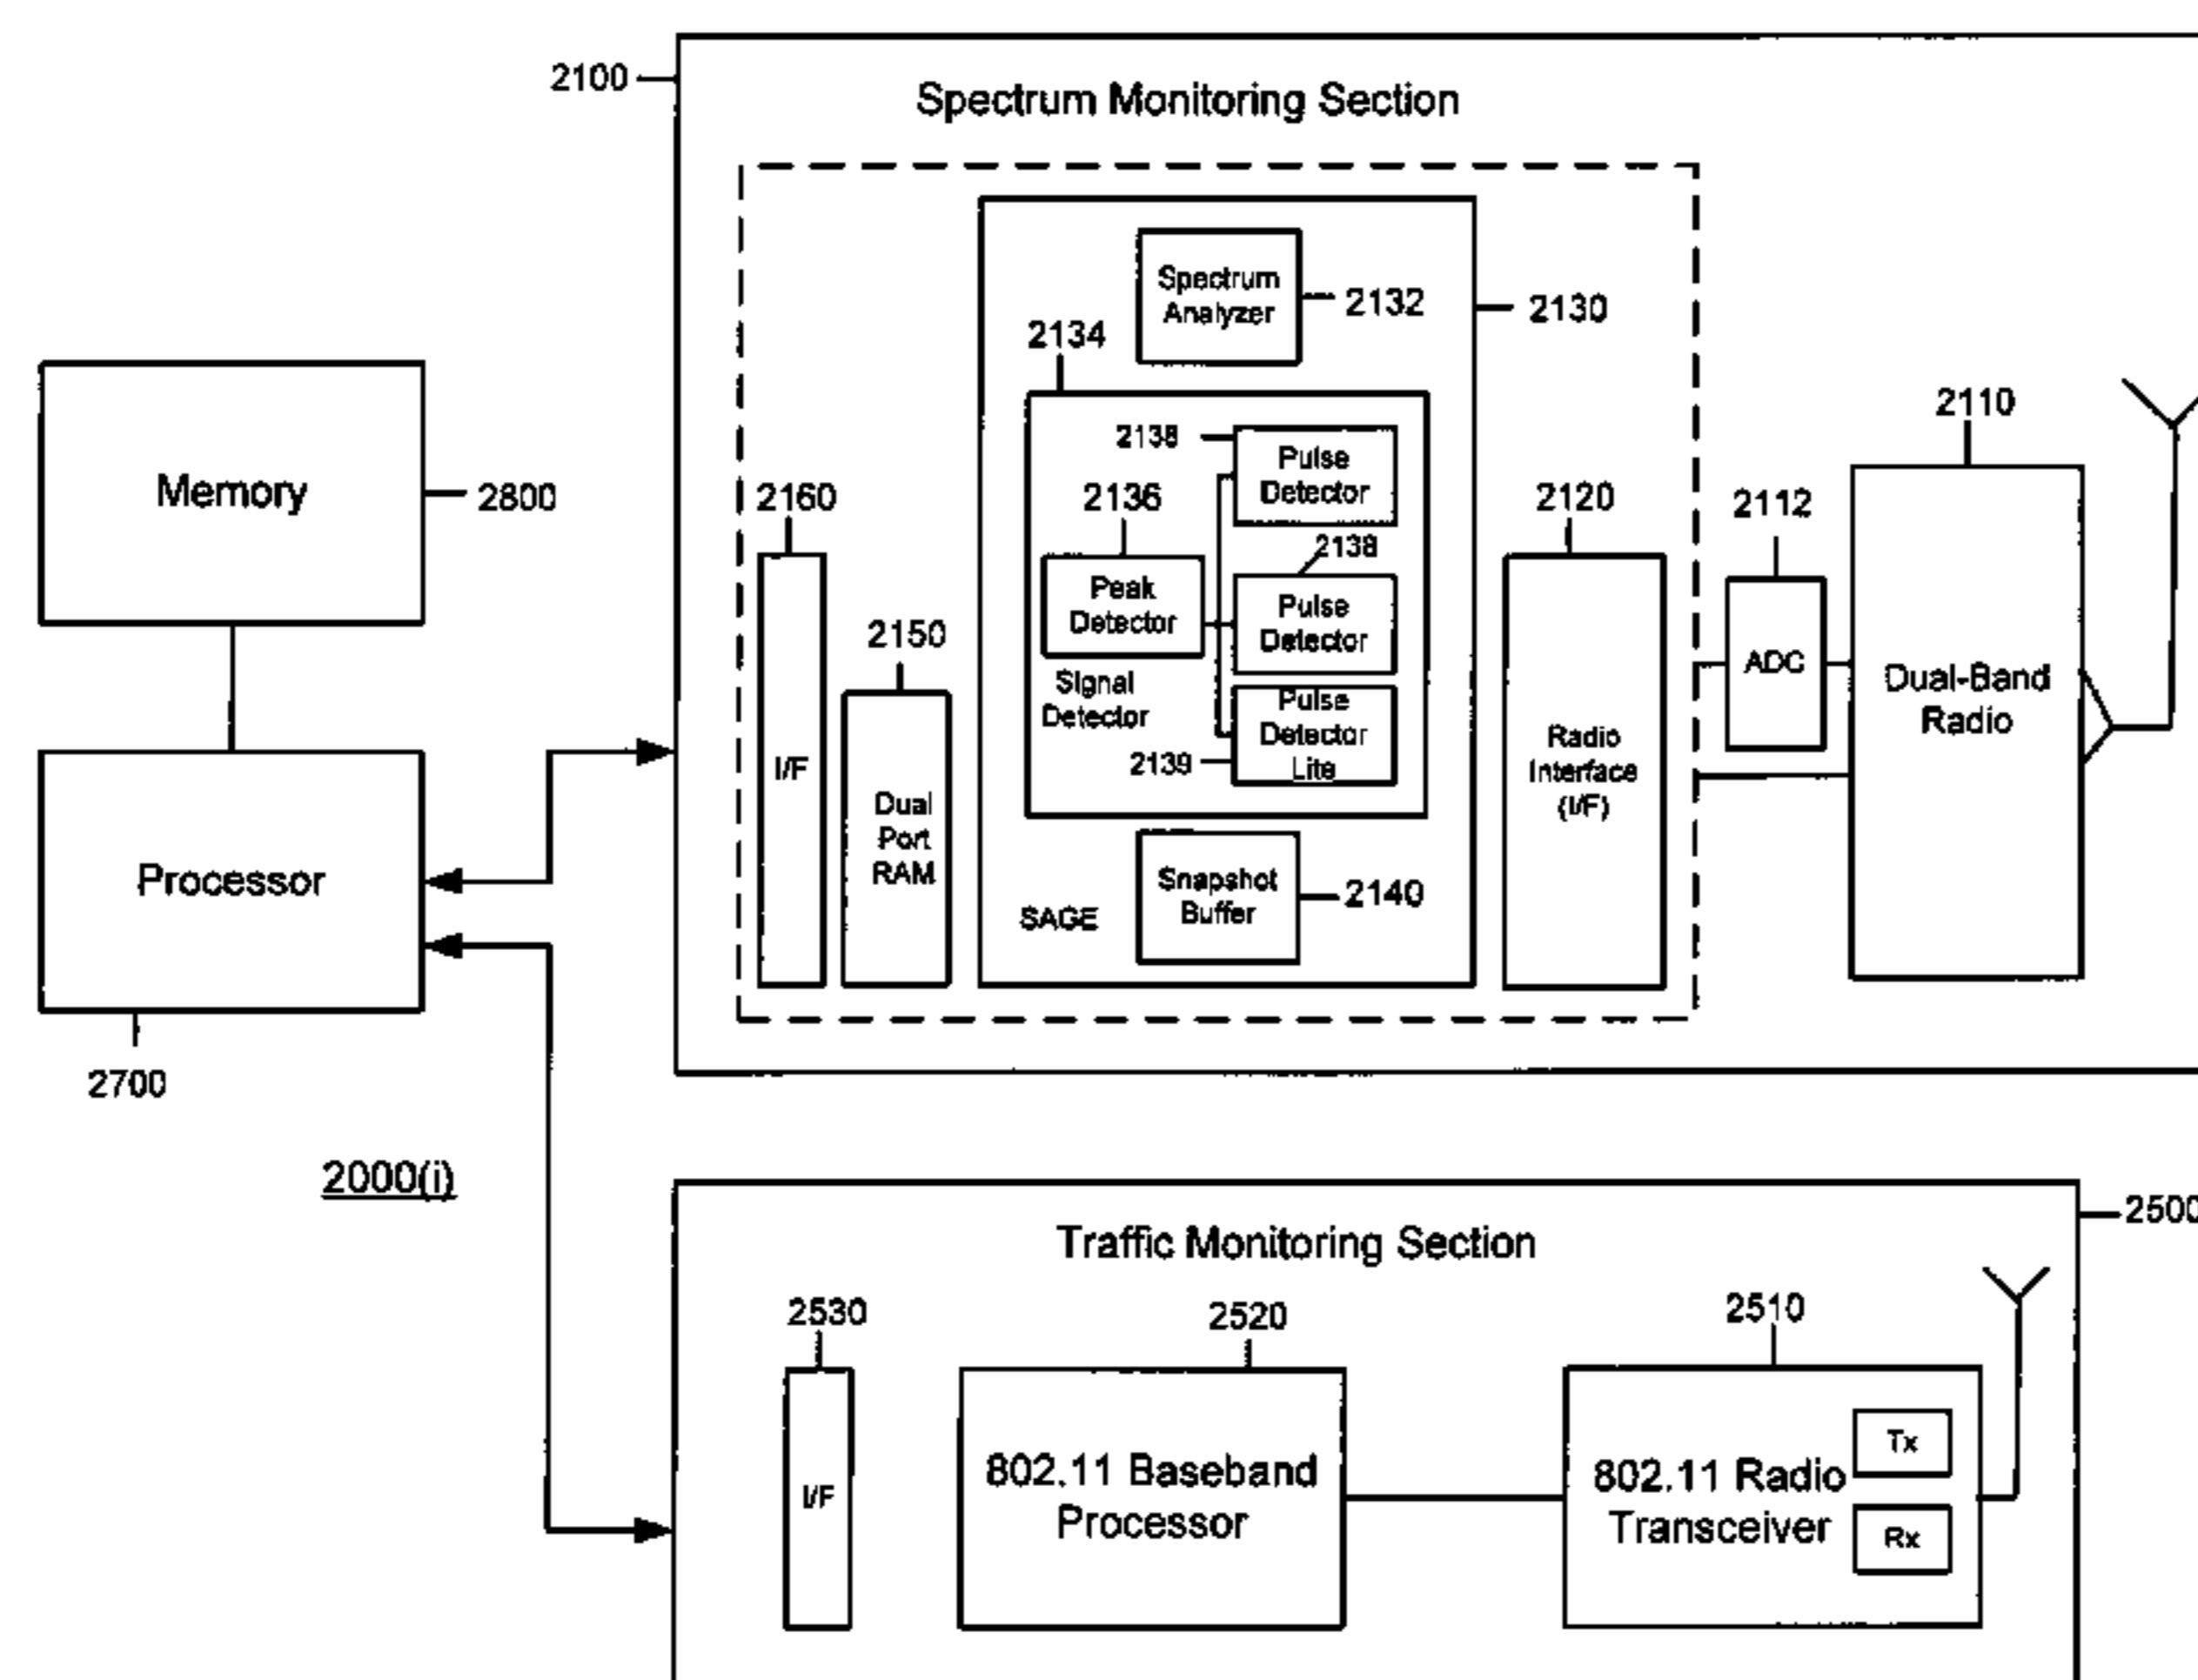 2100
Spectrum Monitoring Section
Spectrum
Analyzer
2132
2130
2134
2138
Pulse
Detector
2136
Peak
Detector
2138
Pulse
Detector
Signal
Detector
Pulse
Detector
Lite
2139
Snapshot
Buffer
2140
SAGE
2160
I/F
2150
Dual
Port
RAM
2120
Radio
Interface
(I/F)
2112
ADC
2110
Dual-Band
Radio
Memory
2800
Processor
2700
2000(i)
2500
Traffic Monitoring Section
2530
I/F
2520
802.11 Baseband
Processor
2510
802.11 Radio
Transceiver
Tx
Rx